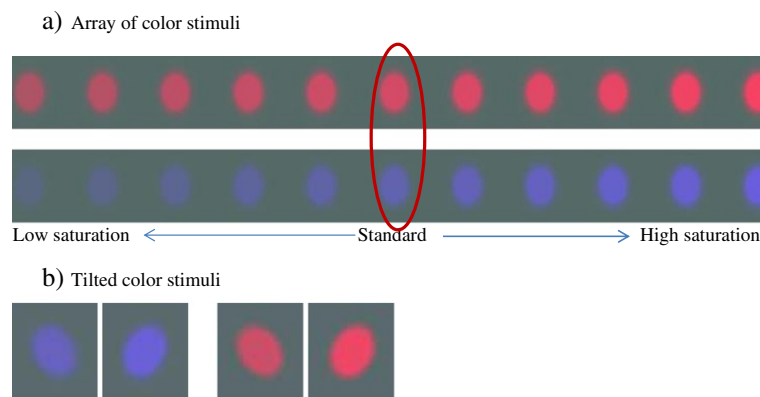 a) Array of color stimuli
Low saturation Standard High saturation
b) Tilted color stimuli